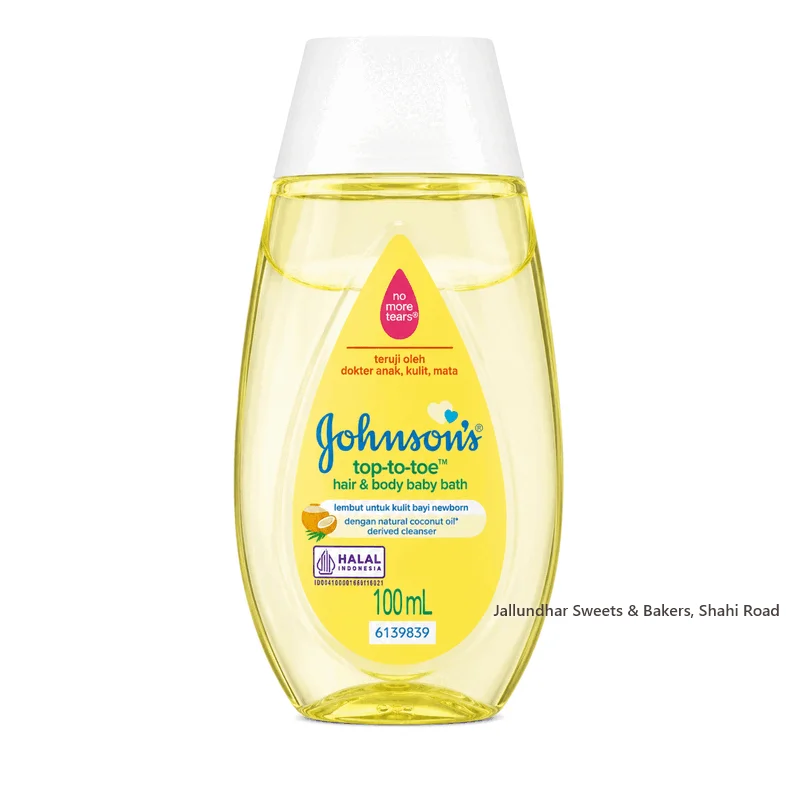 no
more
tears®
teruji oleh
dokter anak, kulit, mata
Johnson's®
top-to-toe™
hair & body baby bath
lembut untuk kulit bayi newborn
dengan natural coconut oil*
derived cleanser
HALAL
INDONESIA
100mL
Jallundhar Sweets & Bakers, Shahi Road
6139839